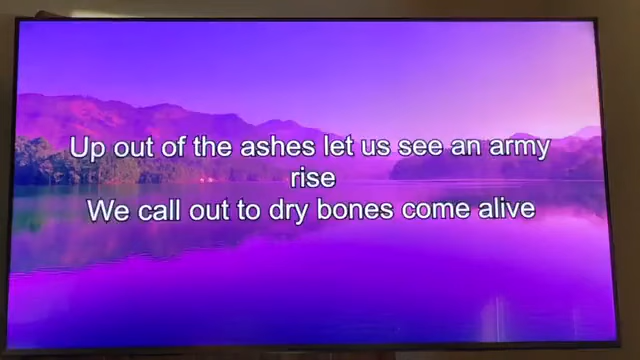 Up out of the ashes let us see an army
rise
We call out to dry bones come alive